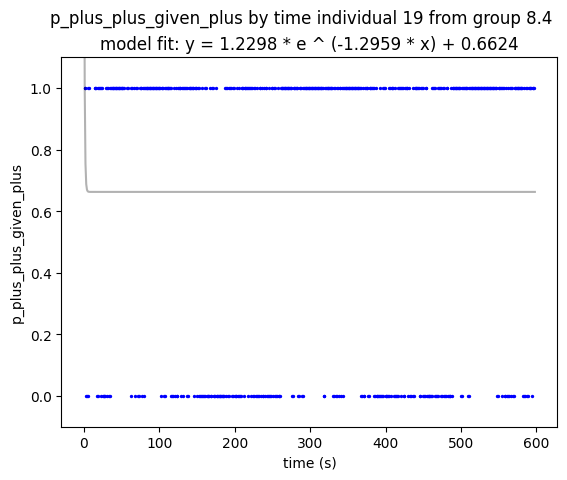 p_plus_plus_given_plus by time individual 19 from group 8.4
model fit: y = 1.2298 * e ^ (-1.2959 * x) + 0.6624
1.0
0.8
0.6
0.4
0.2
0.0
p_plus_plus_given_plus
0 100 200 300 400 500 600
time (s)